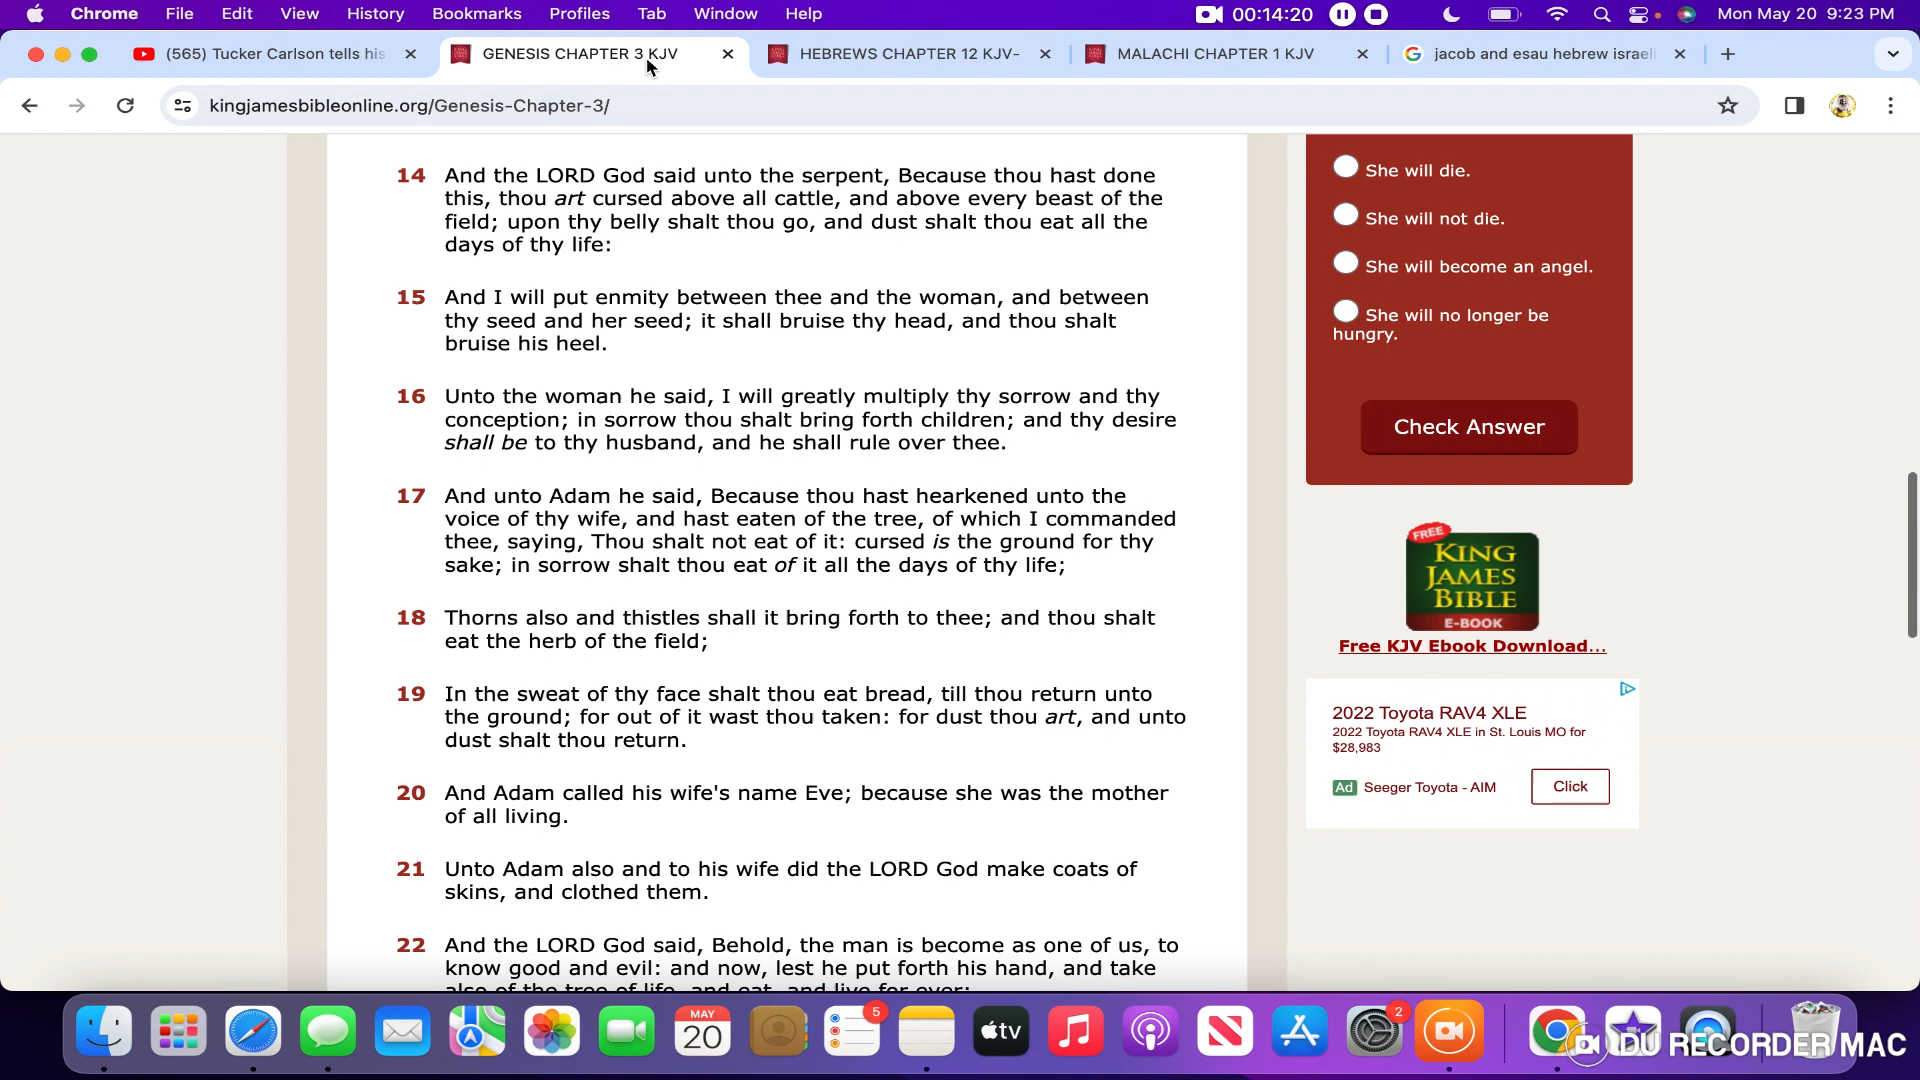 Chrome File Edit View History Bookmarks Profiles Tab Window Help 00:14:20 Mon May 20 9:23 PM
(565) Tucker Carlson tells his GENESIS CHAPTER 3 KJV HEBREWS CHAPTER 12 KJV- MALACHI CHAPTER 1 KJV jacob and esau hebrew israeli
kingjamesbibleonline.org/Genesis-Chapter-3/
14 And the LORD God said unto the serpent, Because thou hast done
this, thou art cursed above all cattle, and above every beast of the
field; upon thy belly shalt thou go, and dust shalt thou eat all the
days of thy life:
15 And I will put enmity between thee and the woman, and between
thy seed and her seed; it shall bruise thy head, and thou shalt
bruise his heel.
16 Unto the woman he said, I will greatly multiply thy sorrow and thy
conception; in sorrow thou shalt bring forth children; and thy desire
shall be to thy husband, and he shall rule over thee.
17 And unto Adam he said, Because thou hast hearkened unto the
voice of thy wife, and hast eaten of the tree, of which I commanded
thee, saying, Thou shalt not eat of it: cursed is the ground for thy
sake; in sorrow shalt thou eat of it all the days of thy life;
18 Thorns also and thistles shall it bring forth to thee; and thou shalt
eat the herb of the field;
19 In the sweat of thy face shalt thou eat bread, till thou return unto
the ground; for out of it wast thou taken: for dust thou art, and unto
dust shalt thou return.
20 And Adam called his wife's name Eve; because she was the mother
of all living.
21 Unto Adam also and to his wife did the LORD God make coats of
skins, and clothed them.
22 And the LORD God said, Behold, the man is become as one of us, to
know good and evil: and now, lest he put forth his hand, and take
also of the tree of life, and eat, and live for ever:
She will die.
She will not die.
She will become an angel.
She will no longer be
hungry.
Check Answer
FREE
KING
JAMES
BIBLE
E-BOOK
Free KJV Ebook Download...
2022 Toyota RAV4 XLE
2022 Toyota RAV4 XLE in St. Louis MO for
$28,983
Ad Seeger Toyota - AIM Click
MAY
20
5
tv
2
DU RECORDER MAC